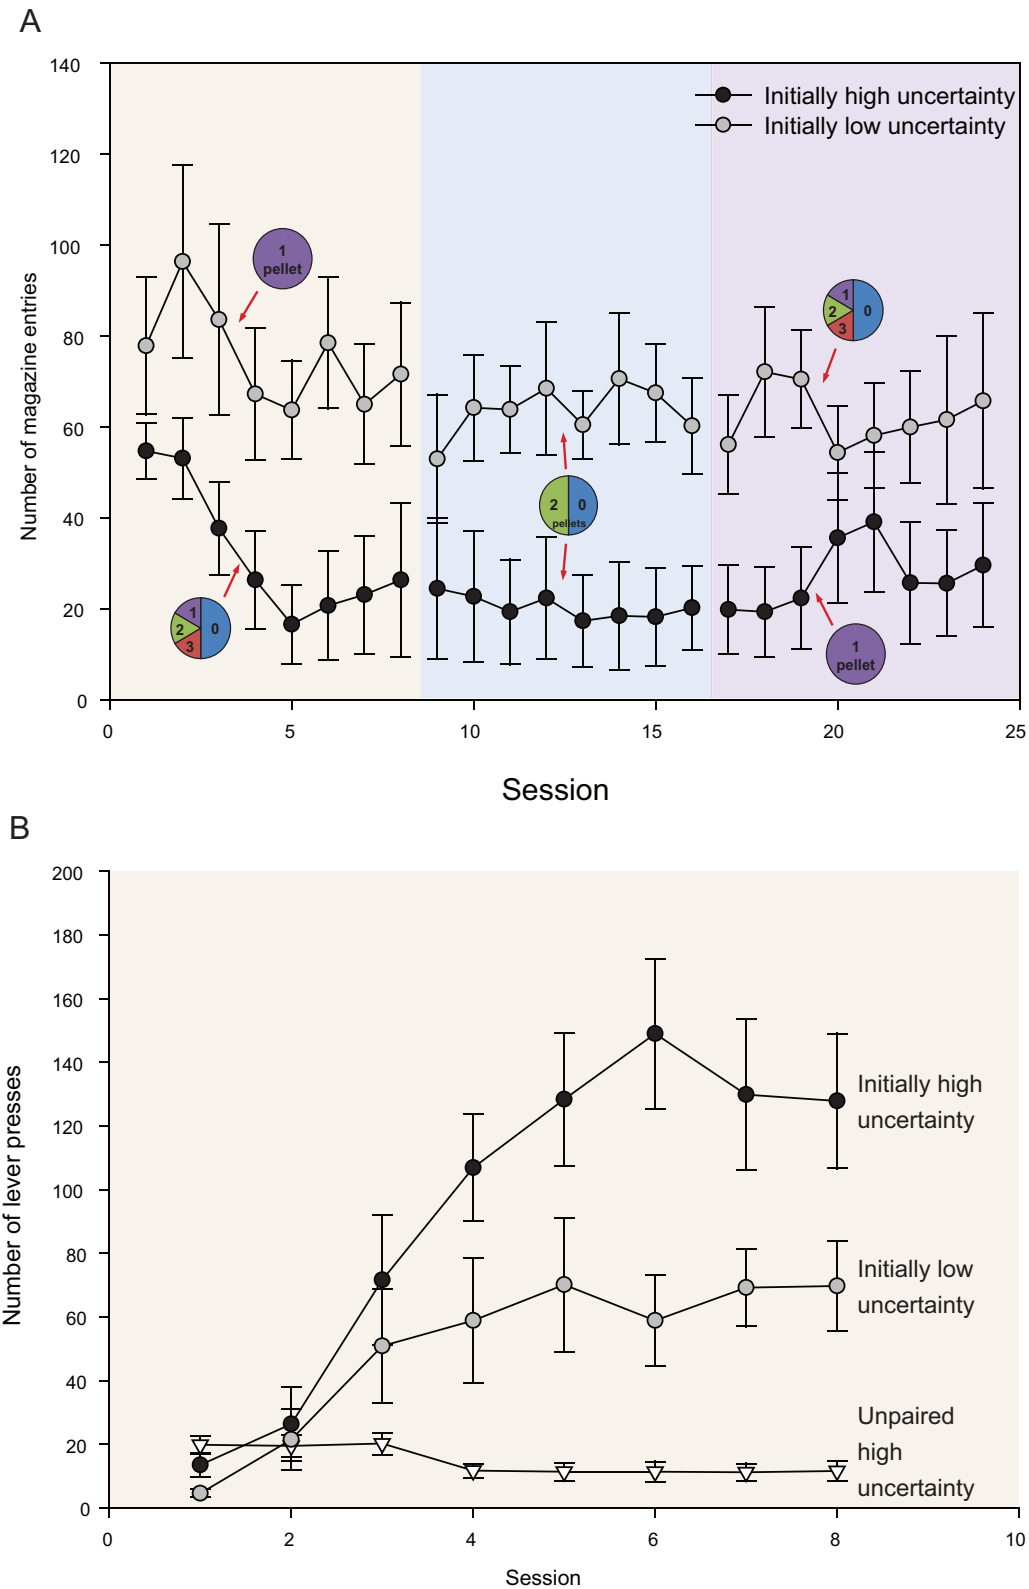 A
140
120
100
80
60
40
20
0
Number of magazine entries
Initially high uncertainty
Initially low uncertainty
1
pellet
1
2
3
0
2
0
pellets
1
2
3
0
1
pellet
0
5
10
15
20
25
Session
B
200
180
160
140
120
100
80
60
40
20
0
Number of lever presses
Initially high
uncertainty
Initially low
uncertainty
Unpaired
high
uncertainty
0
2
4
6
8
10
Session